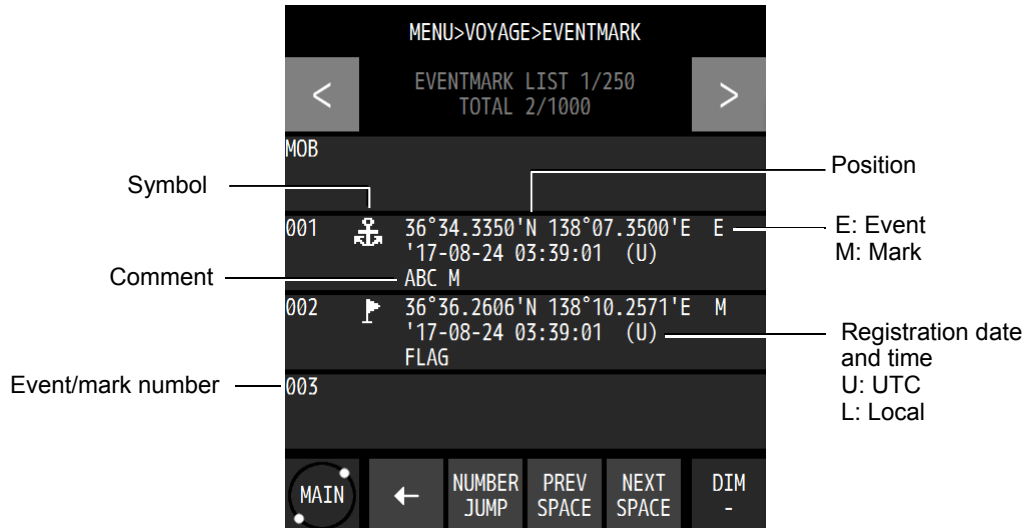 MENU>VOYAGE>EVENTMARK
<
EVENTMARK LIST 1/250
TOTAL 2/1000
>
MOB
Symbol
Position
001
36°34.3350'N 138°07.3500'E E
'17-08-24 03:39:01 (U)
ABC M
E: Event
M: Mark
Comment
002
36°36.2606'N 138°10.2571'E M
'17-08-24 03:39:01 (U)
FLAG
Registration date
and time
U: UTC
L: Local
Event/mark number
003
MAIN
←
NUMBER
JUMP
PREV
SPACE
NEXT
SPACE
DIM
-